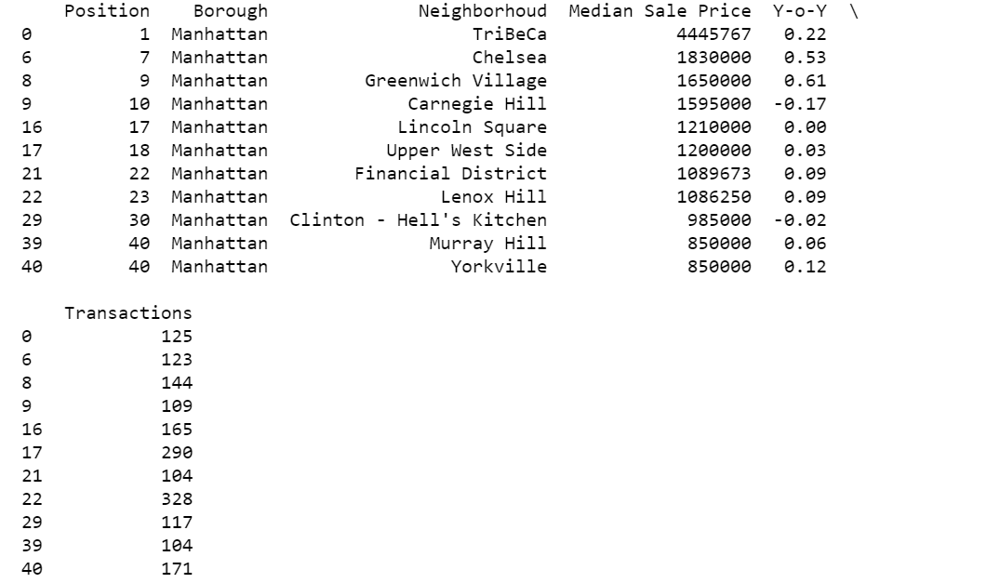 Position Borough Neighborhoud Median Sale Price Y-o-Y \
0 1 Manhattan TriBeCa 4445767 0.22
6 7 Manhattan Chelsea 1830000 0.53
8 9 Manhattan Greenwich Village 1650000 0.61
9 10 Manhattan Carnegie Hill 1595000 -0.17
16 17 Manhattan Lincoln Square 1210000 0.00
17 18 Manhattan Upper West Side 1200000 0.03
21 22 Manhattan Financial District 1089673 0.09
22 23 Manhattan Lenox Hill 1086250 0.09
29 30 Manhattan Clinton - Hell's Kitchen 985000 -0.02
39 40 Manhattan Murray Hill 850000 0.06
40 40 Manhattan Yorkville 850000 0.12
Transactions
0 125
6 123
8 144
9 109
16 165
17 290
21 104
22 328
29 117
39 104
40 171